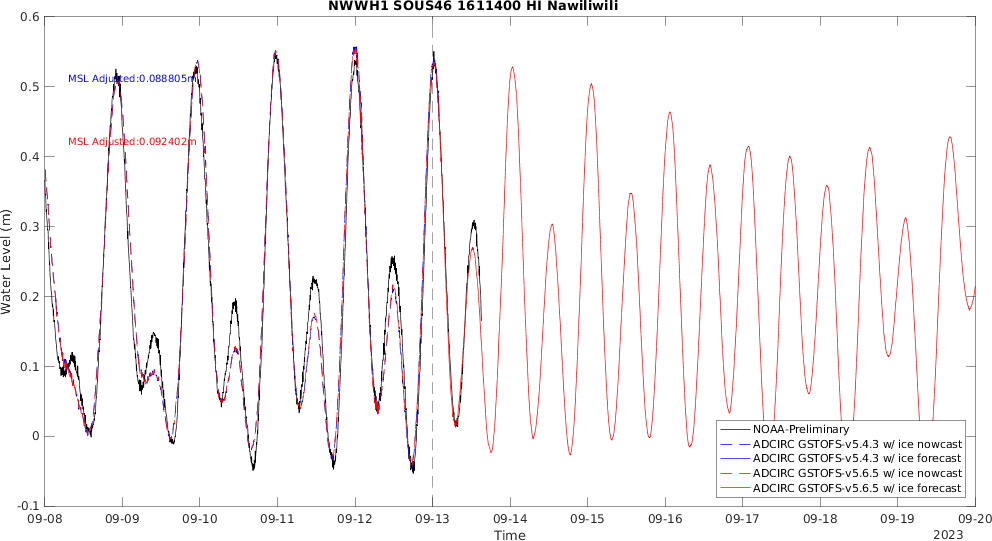 NWWH1 SOUS46 1611400 HI Nawiliwili
0.6
0.5
0.4
0.3
0.2
0.1
0
-0.1
Water Level (m)
MSL Adjusted:0.088805m
MSL Adjusted:0.092402m
NOAA-Preliminary
ADCIRC GSTOFS-v5.4.3 w/ ice nowcast
ADCIRC GSTOFS-v5.4.3 w/ ice forecast
ADCIRC GSTOFS-v5.6.5 w/ ice nowcast
ADCIRC GSTOFS-v5.6.5 w/ ice forecast
09-08 09-09 09-10 09-11 09-12 09-13 09-14 09-15 09-16 09-17 09-18 09-19 09-20
Time
2023